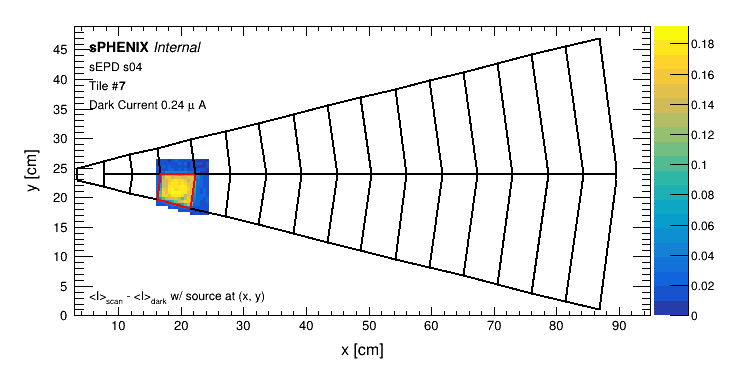 sPHENIX Internal
sEPD s04
Tile #7
Dark Current 0.24 μ A
<I>scan - <I>dark w/ source at (x, y)
y [cm]
45
40
35
30
25
20
15
10
5
0
10 20 30 40 50 60 70 80 90
x [cm]
0.18
0.16
0.14
0.12
0.1
0.08
0.06
0.04
0.02
0